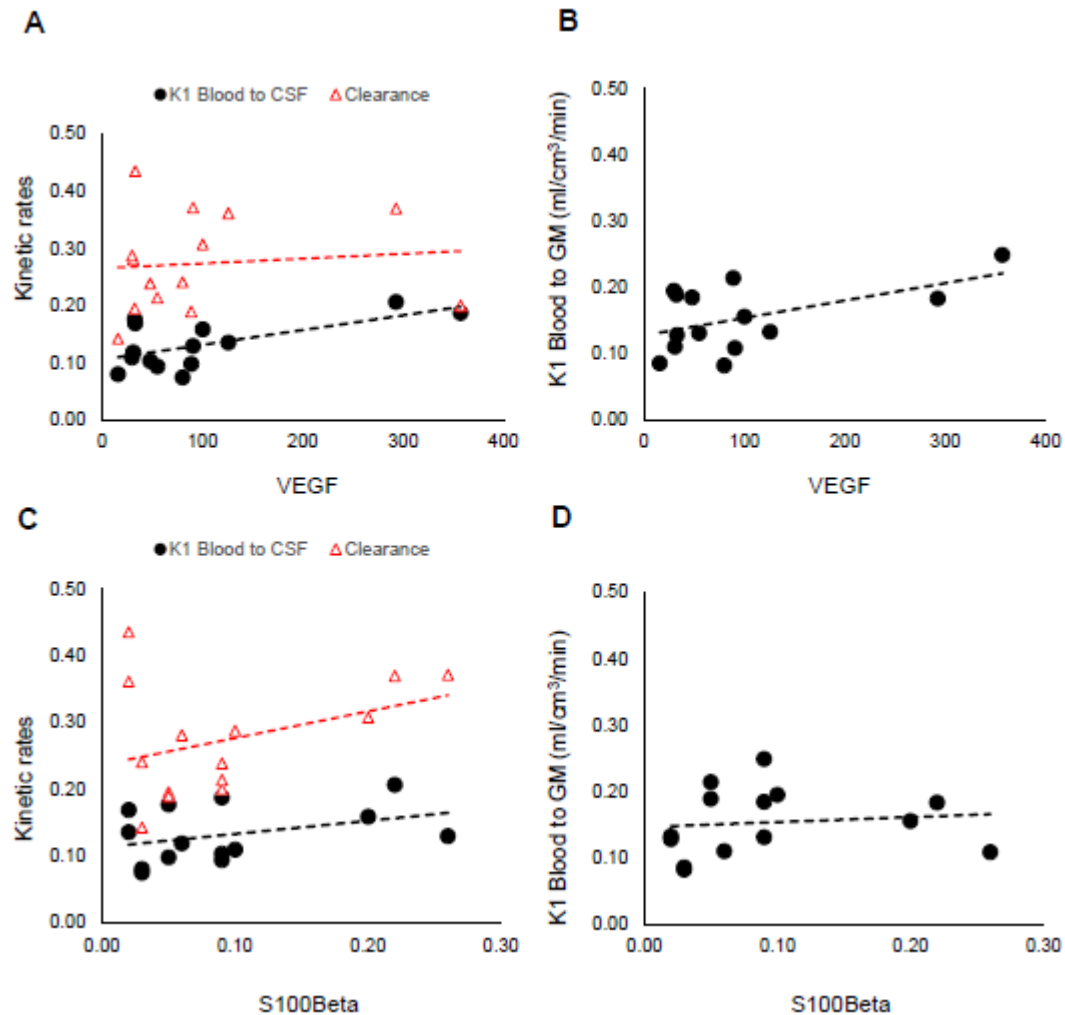 A
● K1 Blood to CSF △ Clearance
Kinetic rates
0.50
0.40
0.30
0.20
0.10
0.00
0 100 200 300 400
VEGF
B
K1 Blood to GM (ml/cm³/min)
0.50
0.40
0.30
0.20
0.10
0.00
0 100 200 300 400
VEGF
C
● K1 Blood to CSF △ Clearance
Kinetic rates
0.50
0.40
0.30
0.20
0.10
0.00
0.00 0.10 0.20 0.30
S100Beta
D
K1 Blood to GM (ml/cm³/min)
0.50
0.40
0.30
0.20
0.10
0.00
0.00 0.10 0.20 0.30
S100Beta